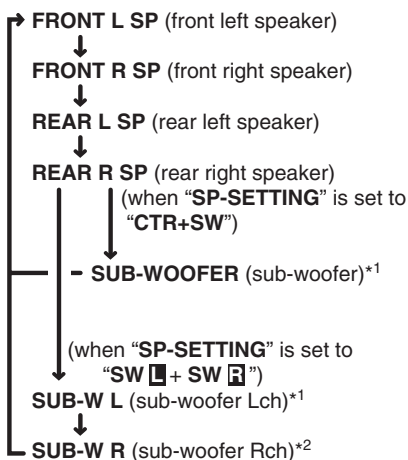 FRONT L SP (front left speaker)
FRONT R SP (front right speaker)
REAR L SP (rear left speaker)
REAR R SP (rear right speaker)
(when “SP-SETTING” is set to
“CTR+SW”)
SUB-WOOFER (sub-woofer)*1
(when “SP-SETTING” is set to
“SW L + SW R”)
SUB-W L (sub-woofer Lch)*1
SUB-W R (sub-woofer Rch)*2